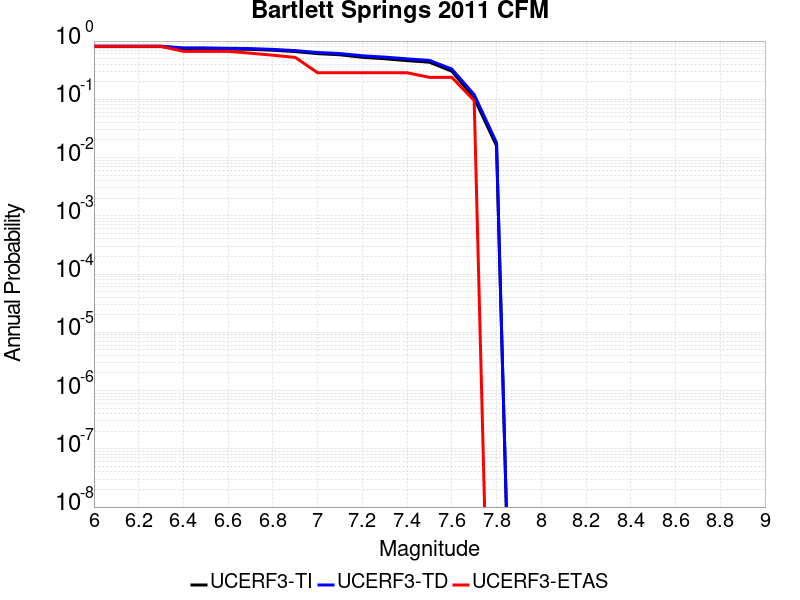 Bartlett Springs 2011 CFM
10^0
10^-1
10^-2
10^-3
10^-4
10^-5
10^-6
10^-7
10^-8
Annual Probability
6 6.2 6.4 6.6 6.8 7 7.2 7.4 7.6 7.8 8 8.2 8.4 8.6 8.8 9
Magnitude
UCERF3-TI UCERF3-TD UCERF3-ETAS